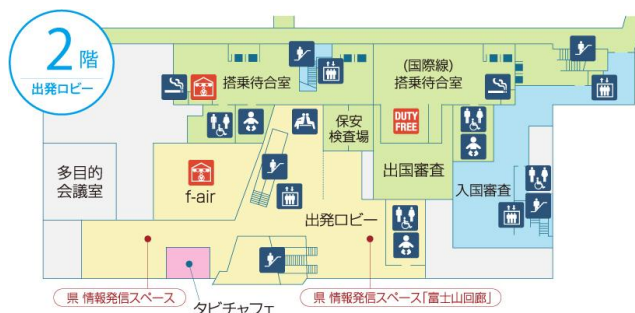 2階
出発ロビー
搭乗待合室
(国際線)
搭乗待合室
保安
検査場
DUTY
FREE
多目的
会議室
f-air
出国審査
入国審査
出発ロビー
県 情報発信スペース
タビチャフェ
県 情報発信スペース「富士山回廊」